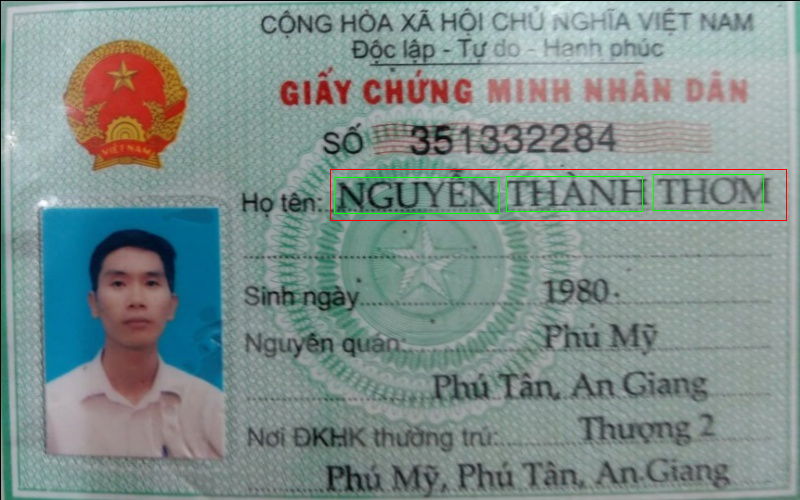 CỘNG HÒA XÃ HỘI CHỦ NGHĨA VIỆT NAM
Độc lập - Tự do - Hạnh phúc
GIẤY CHỨNG MINH NHÂN DÂN
VIỆT NAM
SỐ 351332284
Họ tên: NGUYỄN THÀNH THƠM
Sinh ngày 1980
Nguyên quán: Phú Mỹ
Phú Tân, An Giang
Nơi ĐKHK thường trú: Thượng 2
Phú Mỹ, Phú Tân, An Giang